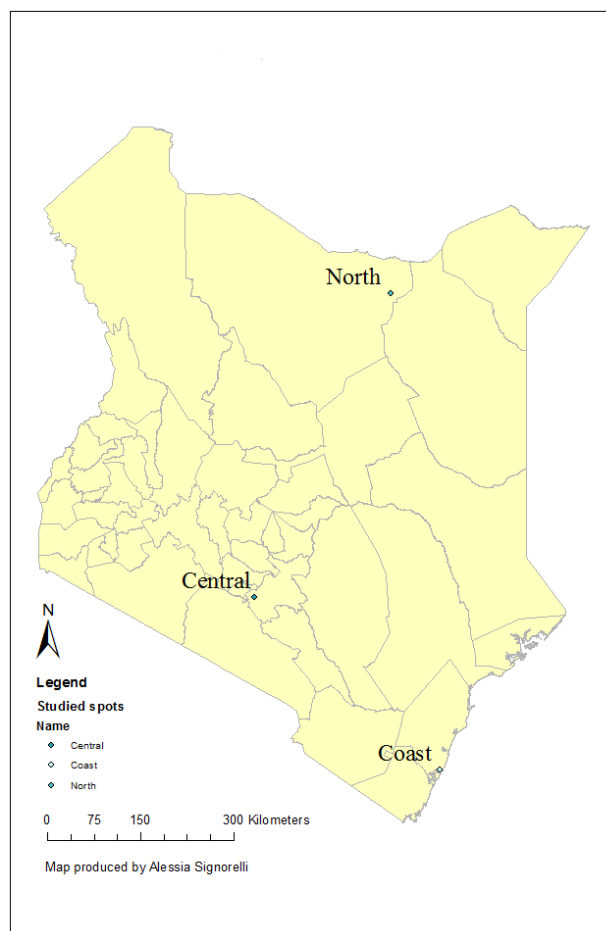 North
Central
Coast
N
Legend
Studied spots
Name
Central
Coast
North
0 75 150 300 Kilometers
Map produced by Alessia Signorelli